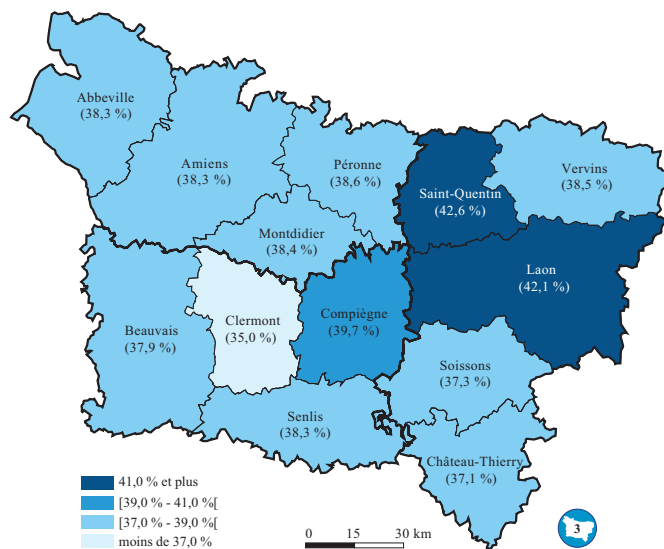 Abbeville
(38,3 %)
Amiens
(38,3 %)
Péronne
(38,6 %)
Saint-Quentin
(42,6 %)
Vervins
(38,5 %)
Montdidier
(38,4 %)
Laon
(42,1 %)
Beauvais
(37,9 %)
Clermont
(35,0 %)
Compiègne
(39,7 %)
Soissons
(37,3 %)
Senlis
(38,3 %)
Château-Thierry
(37,1 %)
41,0 % et plus
[39,0 % - 41,0 %[
[37,0 % - 39,0 %[
moins de 37,0 %
0 15 30 km
3